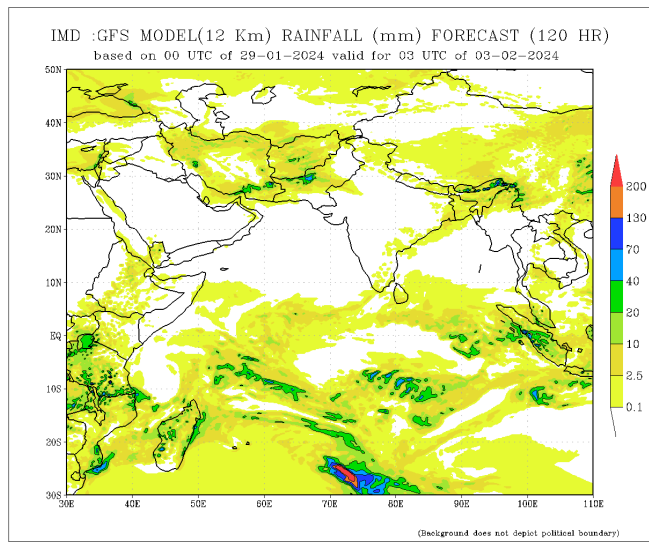 IMD :GFS MODEL(12 Km) RAINFALL (mm) FORECAST (120 HR)
based on 00 UTC of 29-01-2024 valid for 03 UTC of 03-02-2024
50N
40N
30N
20N
10N
EQ
10S
20S
30S
30E
40E
50E
60E
70E
80E
90E
100E
110E
200
130
70
40
20
10
2.5
0.1
(Background does not depict political boundary)